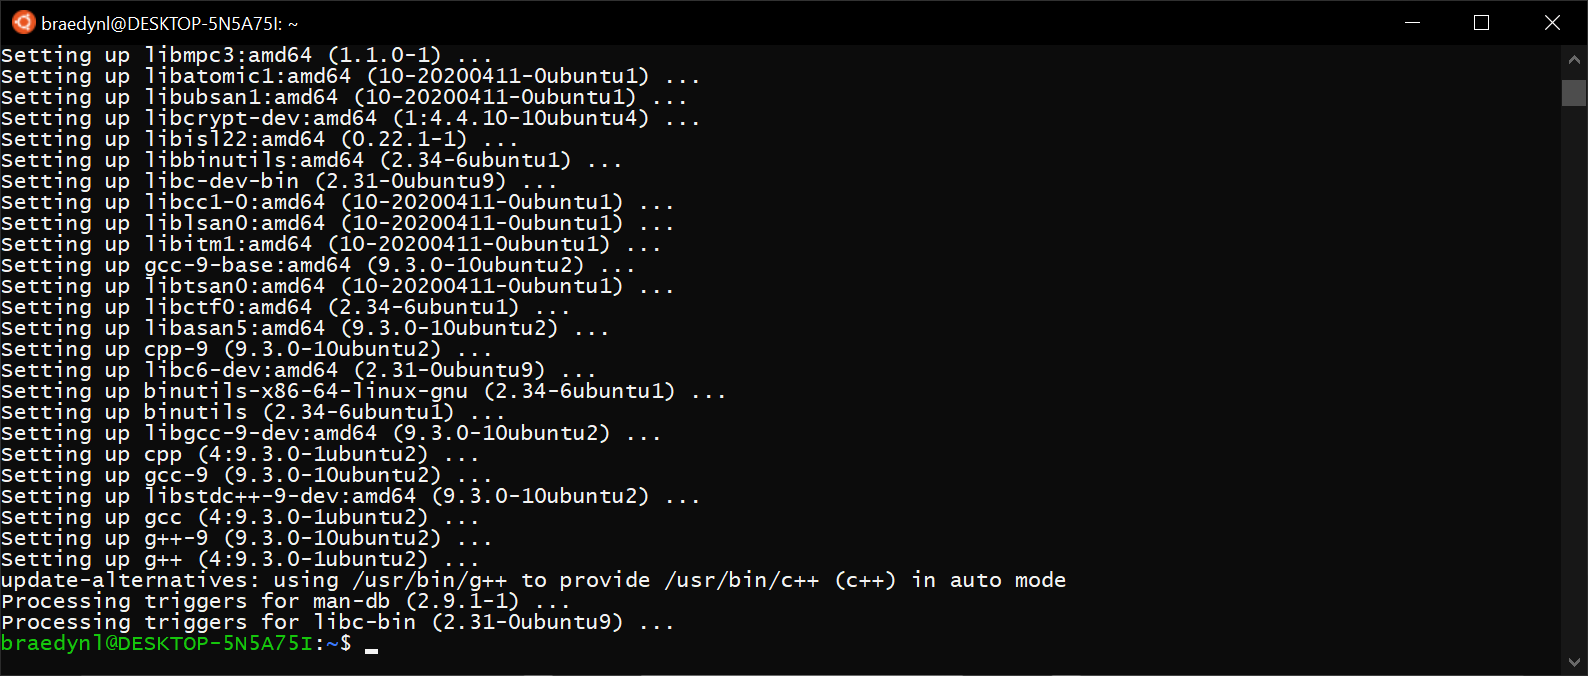 braedynl@DESKTOP-5N5A75I: ~
Setting up libmpc3:amd64 (1.1.0-1) ...
Setting up libatomic1:amd64 (10-20200411-0ubuntu1) ...
Setting up libubsan1:amd64 (10-20200411-0ubuntu1) ...
Setting up libcrypt-dev:amd64 (1:4.4.10-10ubuntu4) ...
Setting up libisl22:amd64 (0.22.1-1) ...
Setting up libbinutils:amd64 (2.34-6ubuntu1) ...
Setting up libc-dev-bin (2.31-0ubuntu9) ...
Setting up libcc1-0:amd64 (10-20200411-0ubuntu1) ...
Setting up liblsan0:amd64 (10-20200411-0ubuntu1) ...
Setting up libitm1:amd64 (10-20200411-0ubuntu1) ...
Setting up gcc-9-base:amd64 (9.3.0-10ubuntu2) ...
Setting up libtsan0:amd64 (10-20200411-0ubuntu1) ...
Setting up libctf0:amd64 (2.34-6ubuntu1) ...
Setting up libasan5:amd64 (9.3.0-10ubuntu2) ...
Setting up cpp-9 (9.3.0-10ubuntu2) ...
Setting up libc6-dev:amd64 (2.31-0ubuntu9) ...
Setting up binutils-x86-64-linux-gnu (2.34-6ubuntu1) ...
Setting up binutils (2.34-6ubuntu1) ...
Setting up libgcc-9-dev:amd64 (9.3.0-10ubuntu2) ...
Setting up cpp (4:9.3.0-1ubuntu2) ...
Setting up gcc-9 (9.3.0-10ubuntu2) ...
Setting up libstdc++-9-dev:amd64 (9.3.0-10ubuntu2) ...
Setting up gcc (4:9.3.0-1ubuntu2) ...
Setting up g++-9 (9.3.0-10ubuntu2) ...
Setting up g++ (4:9.3.0-1ubuntu2) ...
update-alternatives: using /usr/bin/g++ to provide /usr/bin/c++ (c++) in auto mode
Processing triggers for man-db (2.9.1-1) ...
Processing triggers for libc-bin (2.31-0ubuntu9) ...
braedynl@DESKTOP-5N5A75I:~$